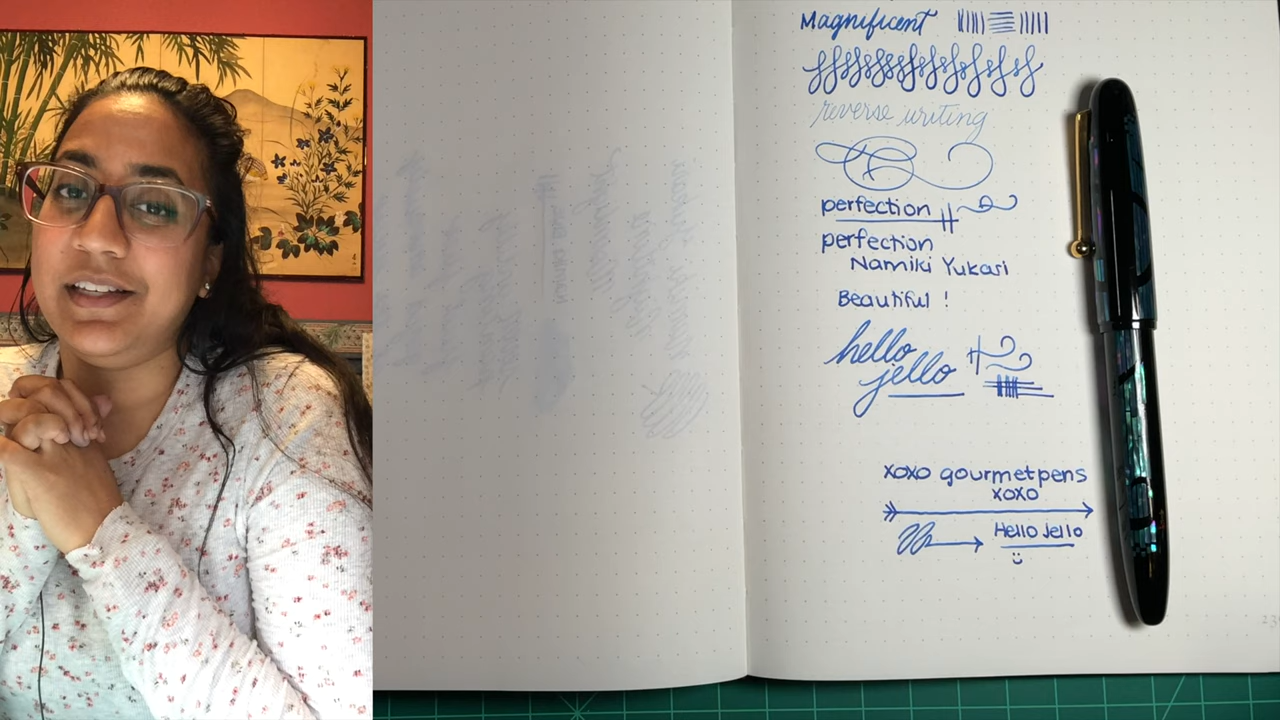 Magnificent
reverse writing
perfection
perfection
Namiki Yukari
Beautiful !
hello
jello
xoxo gourmetpens
xoxo
Hello Jello